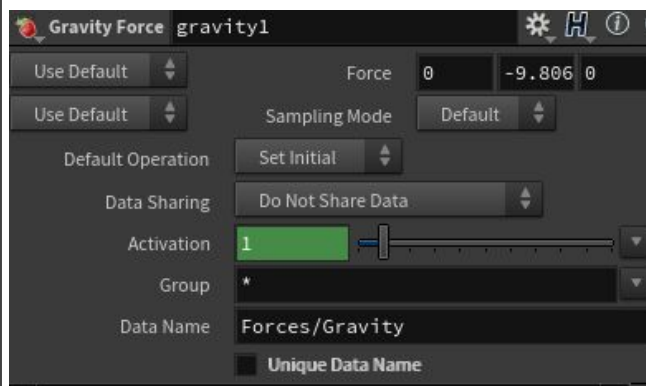 Gravity Force gravity1
Use Default Force 0 -9.806 0
Use Default Sampling Mode Default
Default Operation Set Initial
Data Sharing Do Not Share Data
Activation 1
Group *
Data Name Forces/Gravity
Unique Data Name